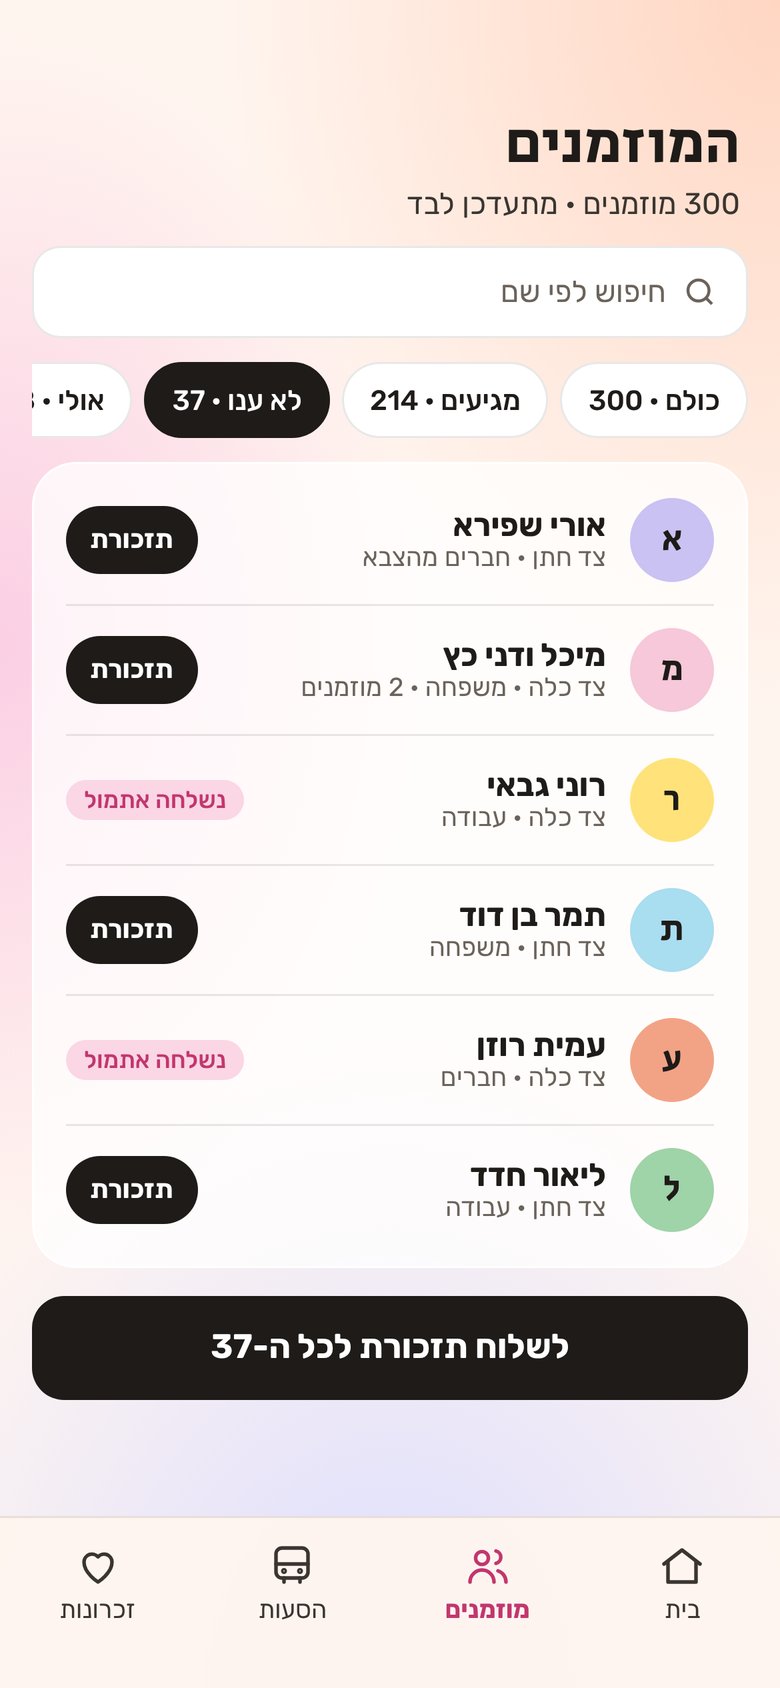 המוזמנים
300 מוזמנים • מתעדכן לבד
חיפוש לפי שם
כולם • 300
מגיעים • 214
לא ענו • 37
אולי •
א
אורי שפירא
צד חתן • חברים מהצבא
תזכורת
מ
מיכל ודני כץ
צד כלה • משפחה • 2 מוזמנים
תזכורת
ר
רוני גבאי
צד כלה • עבודה
נשלחה אתמול
ת
תמר בן דוד
צד חתן • משפחה
תזכורת
ע
עמית רוזן
צד כלה • חברים
נשלחה אתמול
ל
ליאור חדד
צד חתן • עבודה
תזכורת
לשלוח תזכורת לכל ה-37
בית
מוזמנים
הסעות
זכרונות